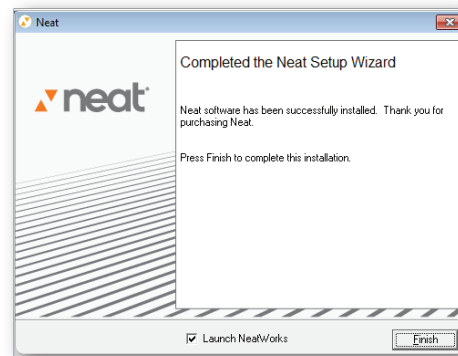 Neat
Completed the Neat Setup Wizard
neat
Neat software has been successfully installed. Thank you for
purchasing Neat.
Press Finish to complete this installation.
Launch NeatWorks
Finish